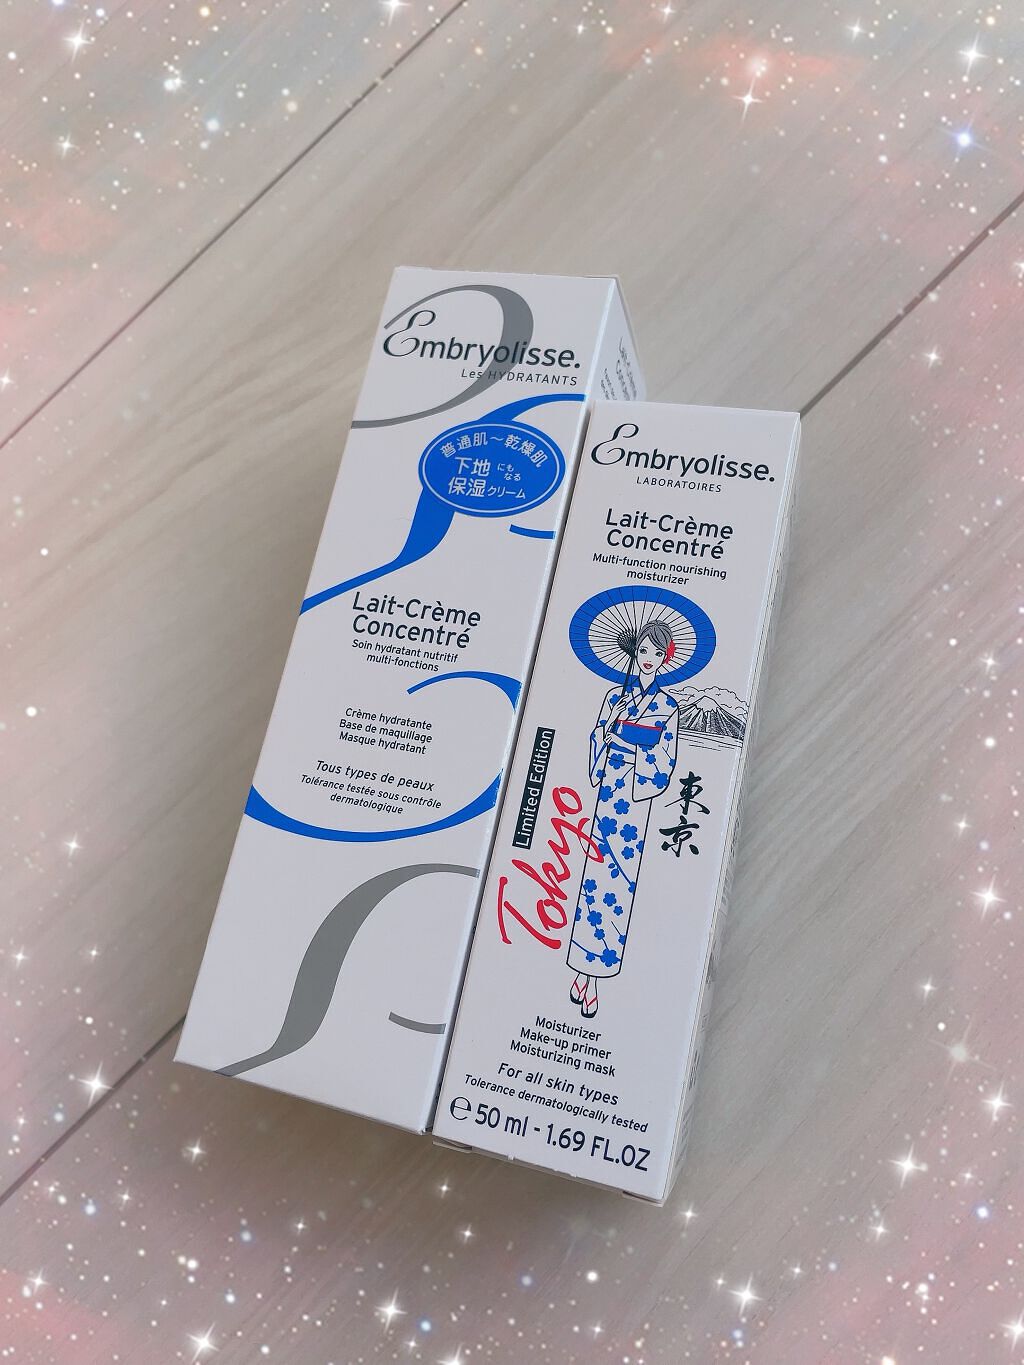 Embryolisse.
Les HYDRATANTS
普通肌～乾燥肌
下地にもなる
保湿クリーム
Lait-Crème
Concentré
Soin hydratant nutritif
multi-fonctions
Crème hydratante
Base de maquillage
Masque hydratant
Tous types de peaux
Tolérance testée sous contrôle
dermatologique
Lait-Crème
Concentré
Embryolisse.
LABORATOIRES
Lait-Crème
Concentré
Multi-function nourishing
moisturizer
Limited Edition
Tokyo
東京
Moisturizer
Make-up primer
Moisturizing mask
For all skin types
Tolerance dermatologically tested
℮ 50 ml - 1.69 FL.OZ